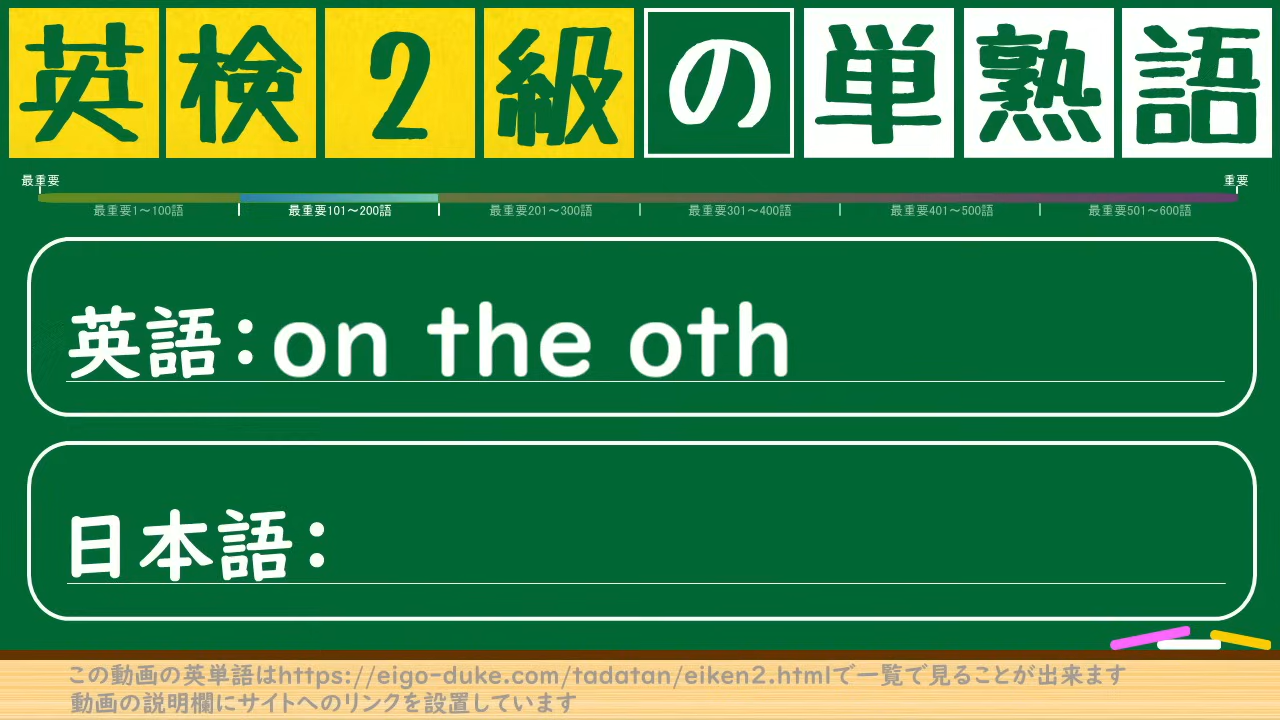 英検2級の単熟語
最重要 重要
最重要1～100語 最重要101～200語 最重要201～300語 最重要301～400語 最重要401～500語 最重要501～600語
英語：on the oth
日本語：
この動画の英単語はhttps://eigo-duke.com/tadatan/eiken2.htmlで一覧で見ることが出来ます
動画の説明欄にサイトへのリンクを設置しています